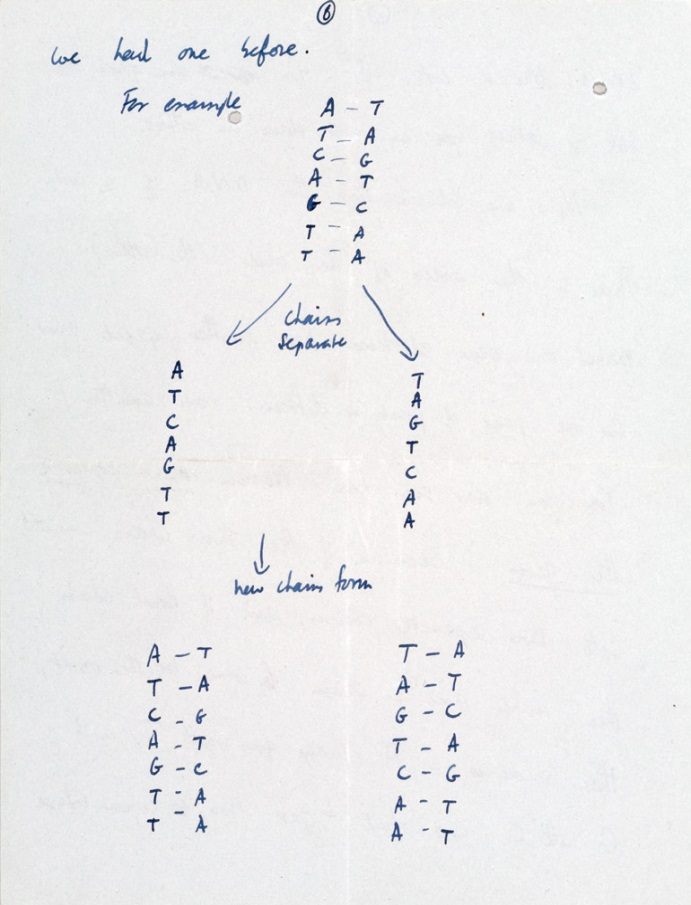 6
we had one before.
For example
A - T
T - A
C - G
A - T
G - C
T - A
T - A
chains
separate
A
T
C
A
G
T
T
T
A
G
T
C
A
A
new chains form
A - T
T - A
C - G
A - T
G - C
T - A
T - A
T - A
A - T
G - C
T - A
C - G
A - T
A - T